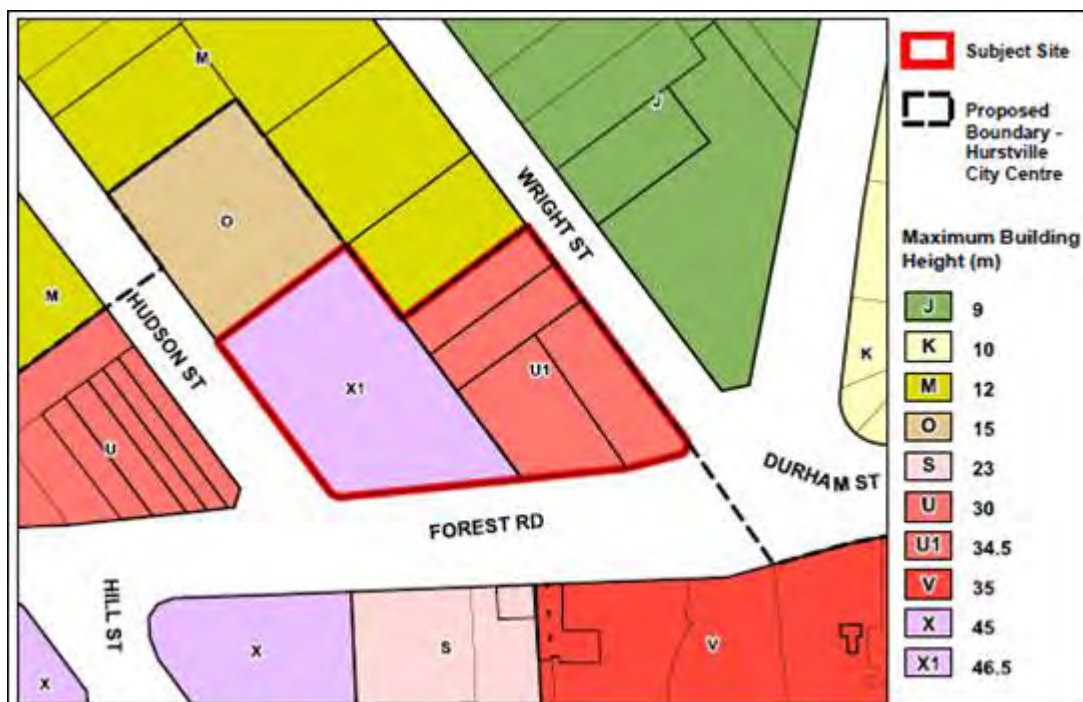 M
J
WRIGHT ST
O
M
HUDSON ST
K
X1
U1
U
DURHAM ST
FOREST RD
HILL ST
X
X
S
V
Subject Site
Proposed
Boundary -
Hurstville
City Centre
Maximum Building
Height (m)
J 9
K 10
M 12
O 15
S 23
U 30
U1 34.5
V 35
X 45
X1 46.5